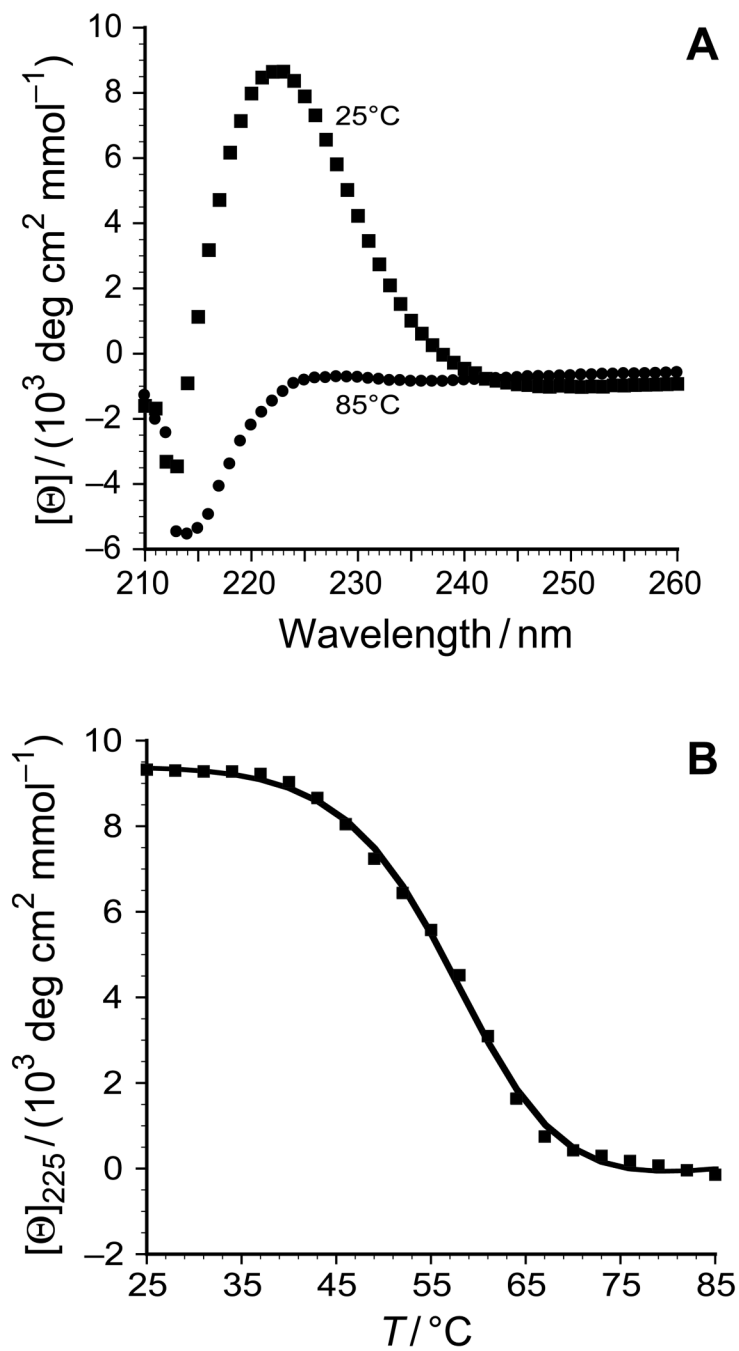 A
[Θ] / (10³ deg cm² mmol⁻¹)
10
8
6
4
2
0
–2
–4
–6
25°C
85°C
210 220 230 240 250 260
Wavelength / nm
B
[Θ]₂₂₅ / (10³ deg cm² mmol⁻¹)
10
8
6
4
2
0
–2
25 35 45 55 65 75 85
T / °C